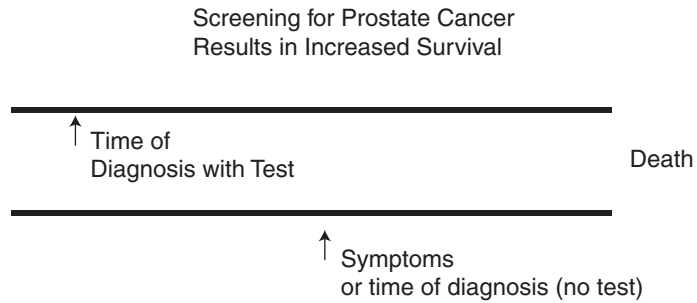 Screening for Prostate Cancer
Results in Increased Survival
Time of
Diagnosis with Test
Death
Symptoms
or time of diagnosis (no test)